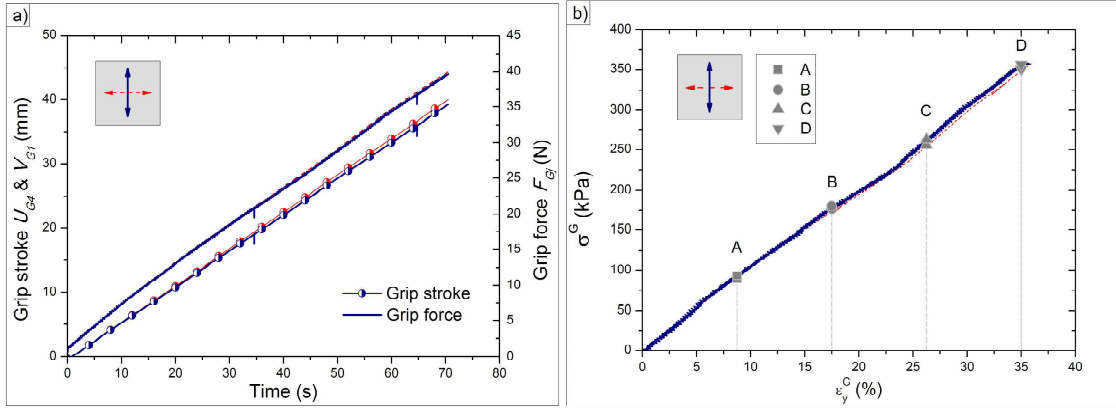 a)
50
40
30
20
10
0
Grip stroke U_G4 & V_G1 (mm)
45
40
35
30
25
20
15
10
5
0
Grip force F_Gj (N)
Grip stroke
Grip force
0 10 20 30 40 50 60 70 80
Time (s)
b)
400
350
300
250
200
150
100
50
0
σ^G (kPa)
A
B
C
D
A
B
C
D
0 5 10 15 20 25 30 35 40
ε_y^G (%)